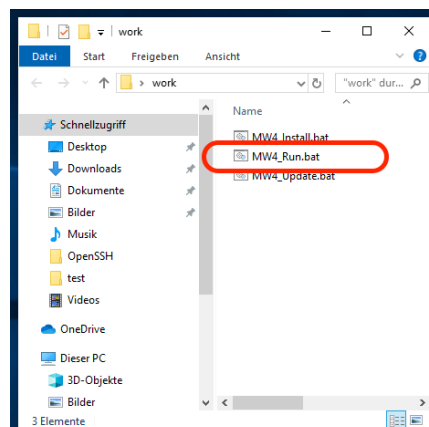 work
Datei Start Freigeben Ansicht
work "work" dur...
Name
Schnellzugriff
Desktop
Downloads
Dokumente
Bilder
Musik
OpenSSH
test
Videos
OneDrive
Dieser PC
3D-Objekte
Bilder
MW4_Install.bat
MW4_Run.bat
MW4_Update.bat
3 Elemente